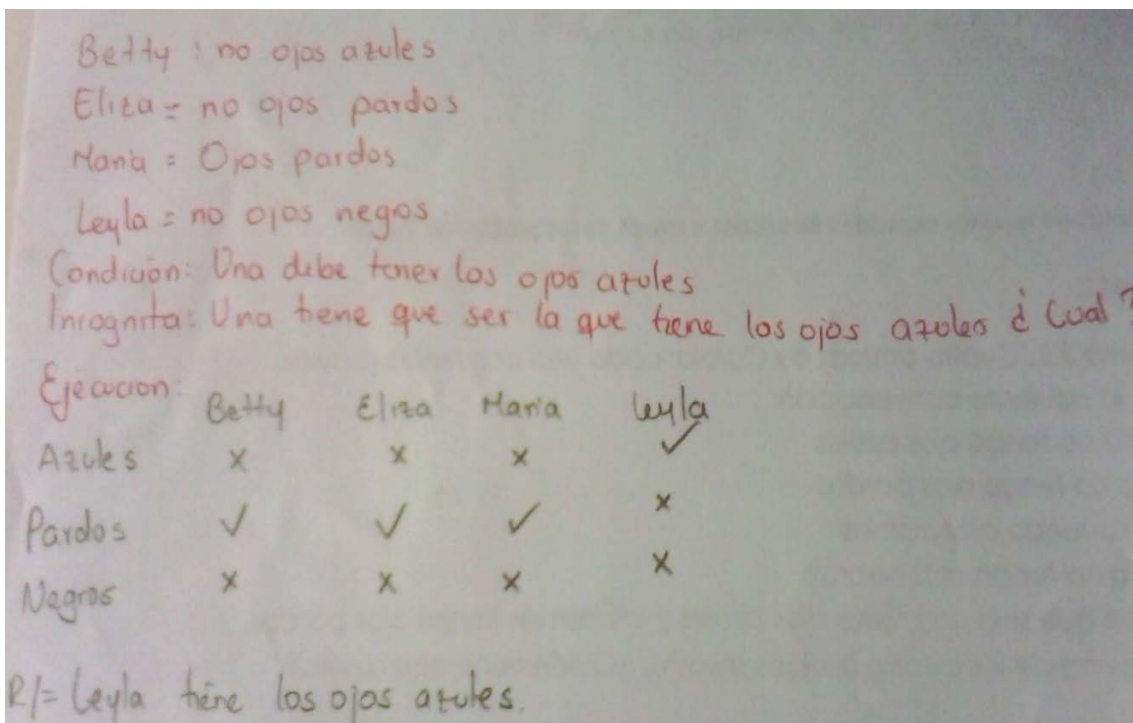 Betty : no ojos azules
Eliza = no ojos pardos
Maria = Ojos pardos
Leyla = no ojos negros
Condición: Una debe tener los ojos azules
Incognita: Una tiene que ser la que tiene los ojos azules ¿ Cual ?
Ejecucion:
Betty Eliza Maria Leyla
Azules x x x ✓
Pardos ✓ ✓ ✓ x
Negros x x x x
R/= Leyla tiene los ojos azules.